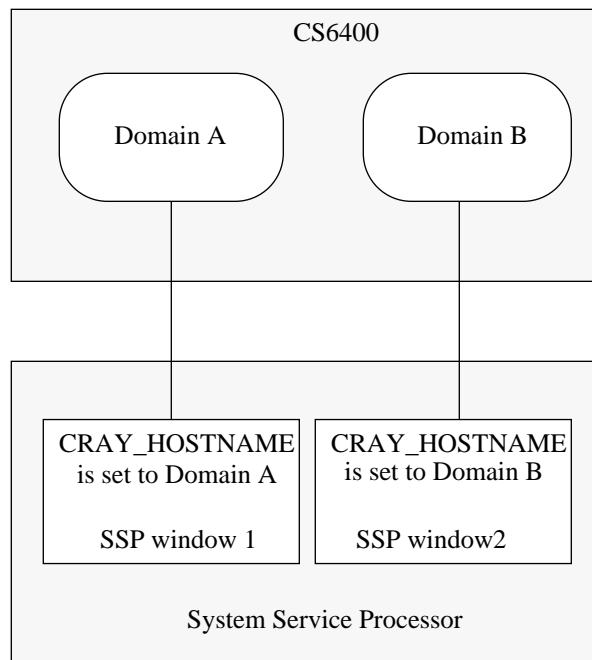 CS6400
Domain A
Domain B
CRAY_HOSTNAME
is set to Domain A
SSP window 1
CRAY_HOSTNAME
is set to Domain B
SSP window2
System Service Processor